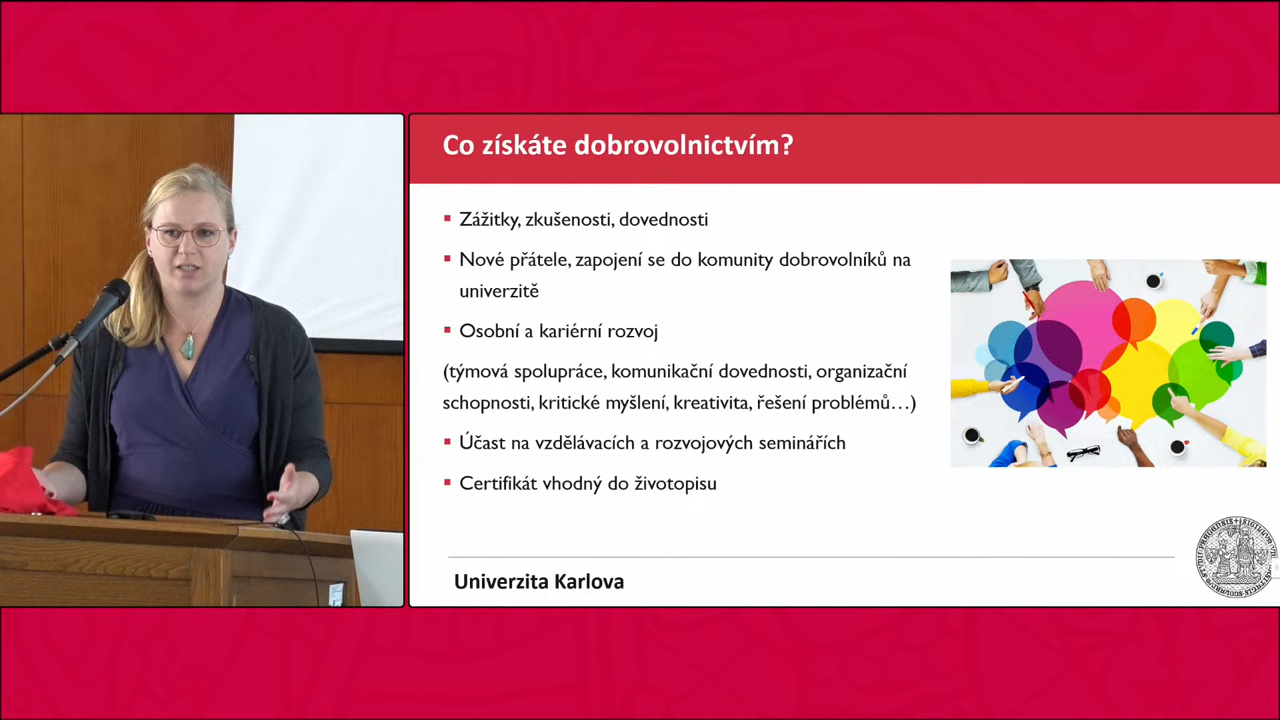 Co získáte dobrovolnictvím?
▪ Zážitky, zkušenosti, dovednosti
▪ Nové přátele, zapojení se do komunity dobrovolníků na
univerzitě
▪ Osobní a kariérní rozvoj
(týmová spolupráce, komunikační dovednosti, organizační
schopnosti, kritické myšlení, kreativita, řešení problémů…)
▪ Účast na vzdělávacích a rozvojových seminářích
▪ Certifikát vhodný do životopisu
Univerzita Karlova